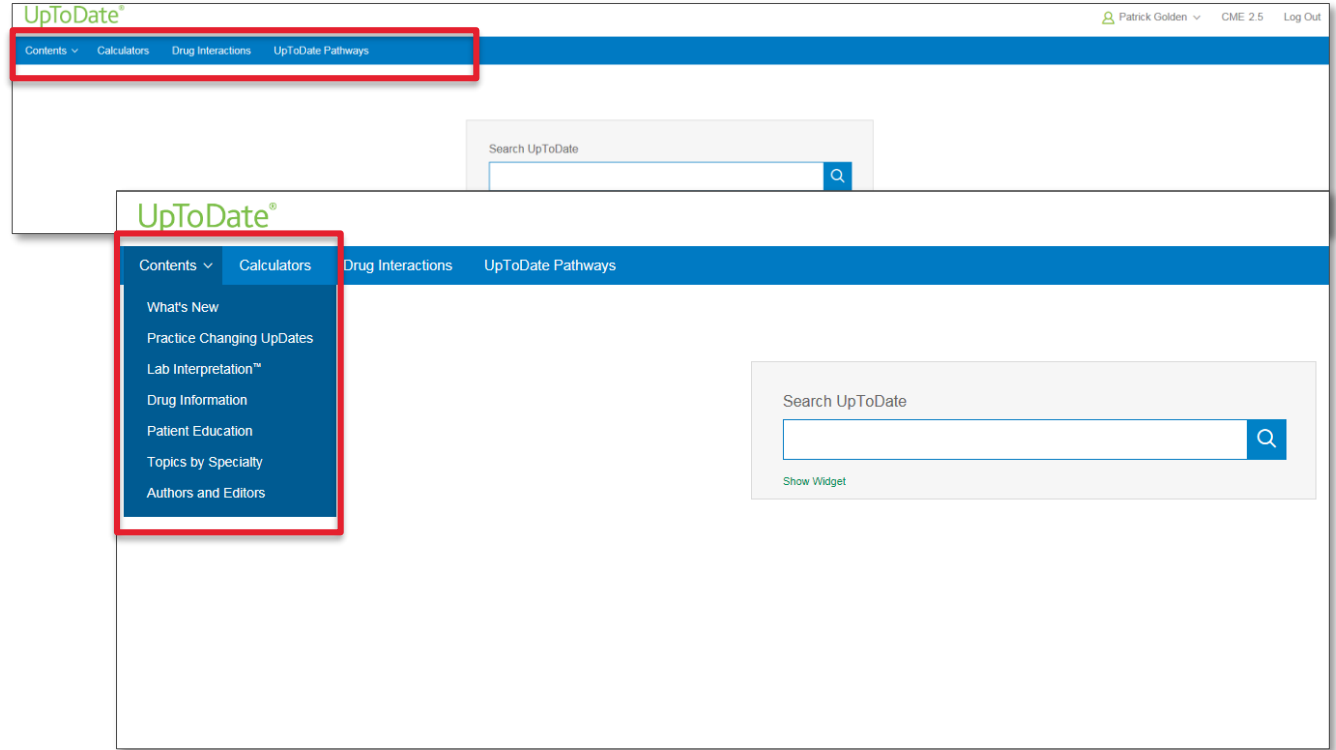 UpToDate®
Patrick Golden CME 2.5 Log Out
Contents Calculators Drug Interactions UpToDate Pathways
Search UpToDate
UpToDate®
Contents Calculators Drug Interactions UpToDate Pathways
What's New
Practice Changing UpDates
Lab Interpretation™
Drug Information
Patient Education
Topics by Specialty
Authors and Editors
Search UpToDate
Show Widget